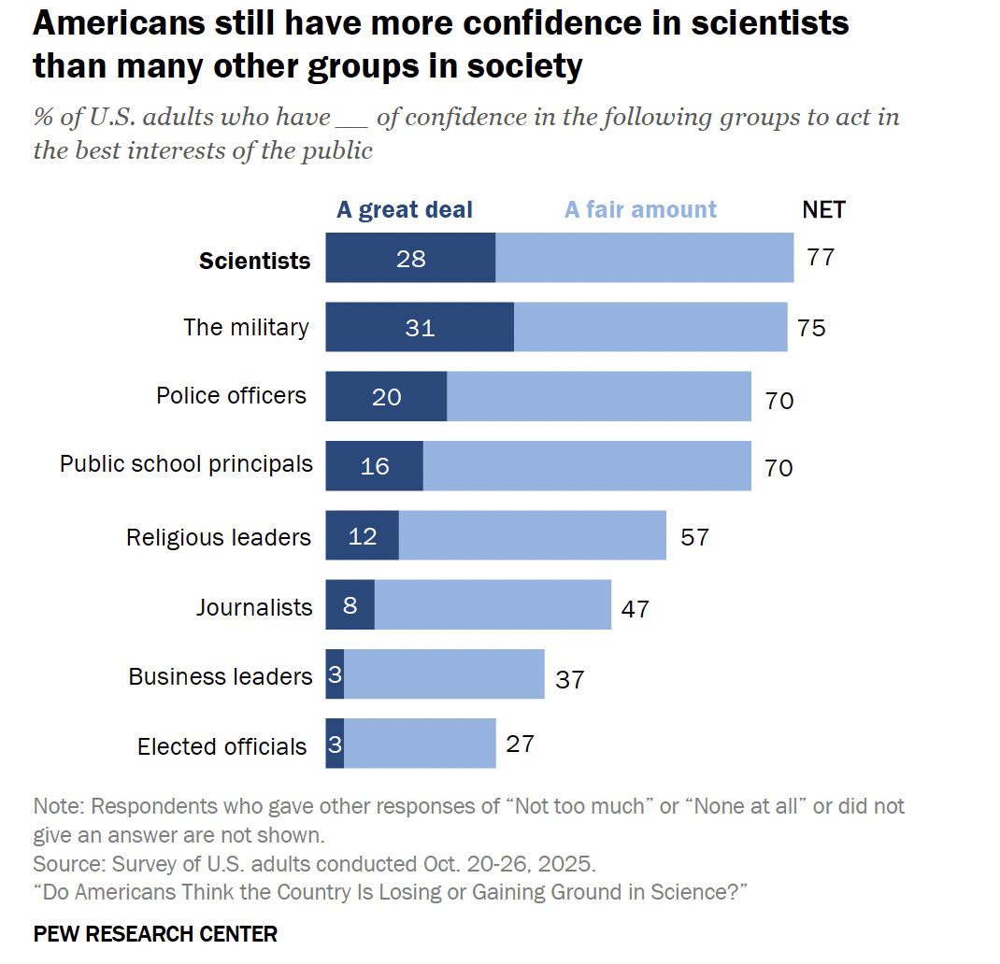 Americans still have more confidence in scientists
than many other groups in society
% of U.S. adults who have __ of confidence in the following groups to act in
the best interests of the public
A great deal A fair amount NET
Scientists 28 77
The military 31 75
Police officers 20 70
Public school principals 16 70
Religious leaders 12 57
Journalists 8 47
Business leaders 3 37
Elected officials 3 27
Note: Respondents who gave other responses of “Not too much” or “None at all” or did not
give an answer are not shown.
Source: Survey of U.S. adults conducted Oct. 20-26, 2025.
“Do Americans Think the Country Is Losing or Gaining Ground in Science?”
PEW RESEARCH CENTER